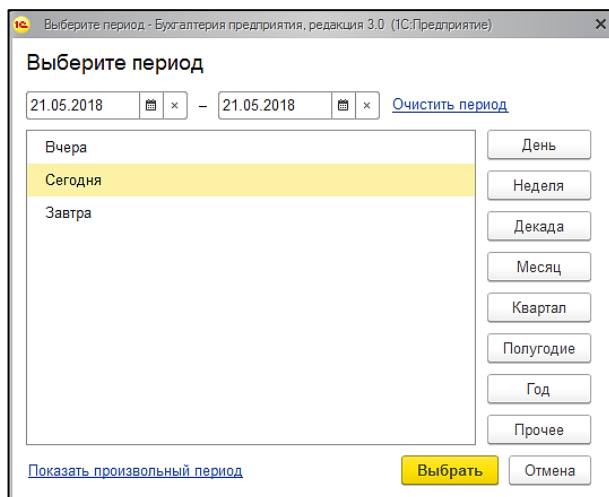 1С Выберите период - Бухгалтерия предприятия, редакция 3.0 (1С:Предприятие) ×
Выберите период
21.05.2018 × – 21.05.2018 × Очистить период
Вчера
Сегодня
Завтра
День
Неделя
Декада
Месяц
Квартал
Полугодие
Год
Прочее
Показать произвольный период
Выбрать
Отмена